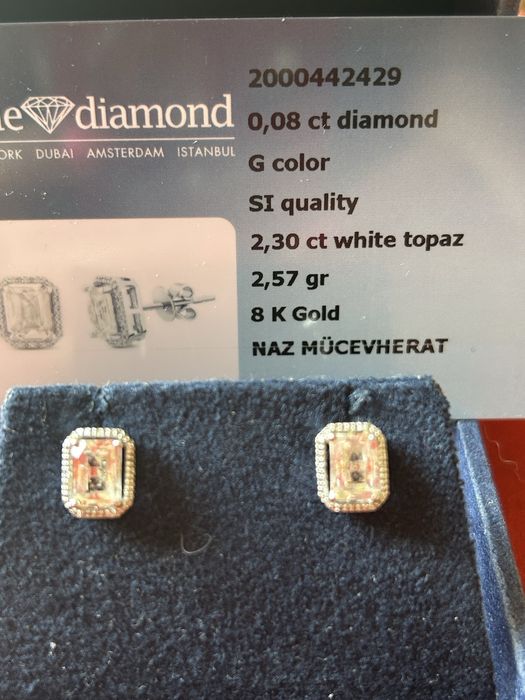 e diamond
ORK DUBAI AMSTERDAM ISTANBUL
2000442429
0,08 ct diamond
G color
SI quality
2,30 ct white topaz
2,57 gr
8 K Gold
NAZ MÜCEVHERAT